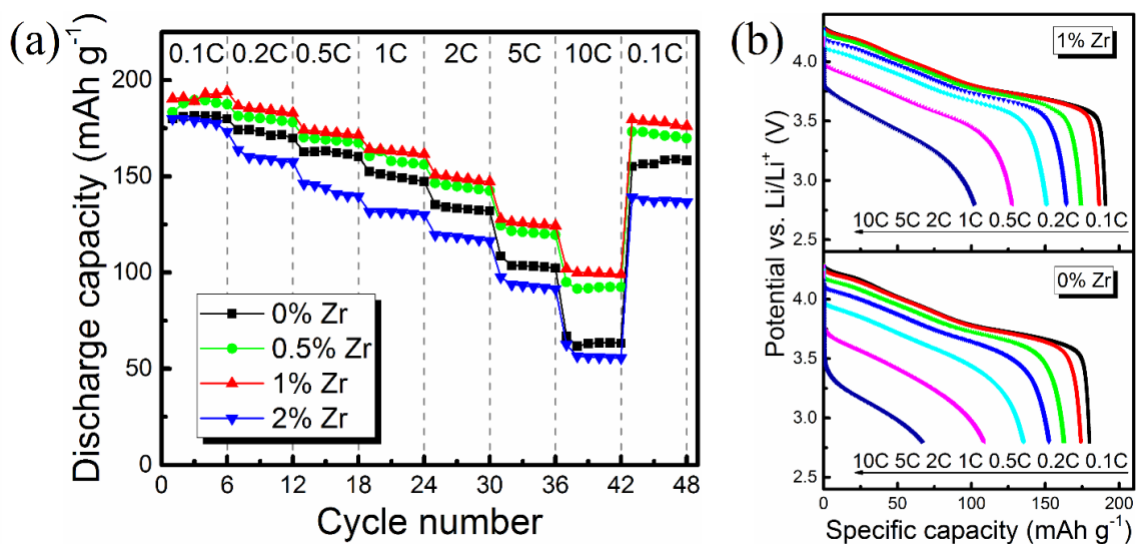 (a)
0.1C 0.2C 0.5C 1C 2C 5C 10C 0.1C
Discharge capacity (mAh g⁻¹)
200
150
100
50
0
0% Zr
0.5% Zr
1% Zr
2% Zr
0 6 12 18 24 30 36 42 48
Cycle number
(b)
Potential vs. Li/Li⁺ (V)
1% Zr
4.0
3.5
3.0
2.5
10C 5C 2C 1C 0.5C 0.2C 0.1C
0% Zr
4.0
3.5
3.0
2.5
10C 5C 2C 1C 0.5C 0.2C 0.1C
0 50 100 150 200
Specific capacity (mAh g⁻¹)